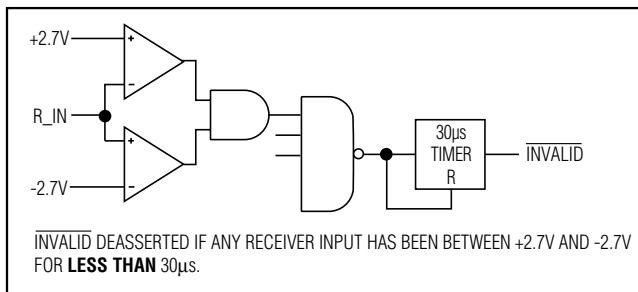 +2.7V
R_IN
-2.7V
30µs
TIMER
R
INVALID
INVALID DEASSERTED IF ANY RECEIVER INPUT HAS BEEN BETWEEN +2.7V AND -2.7V
FOR LESS THAN 30µs.